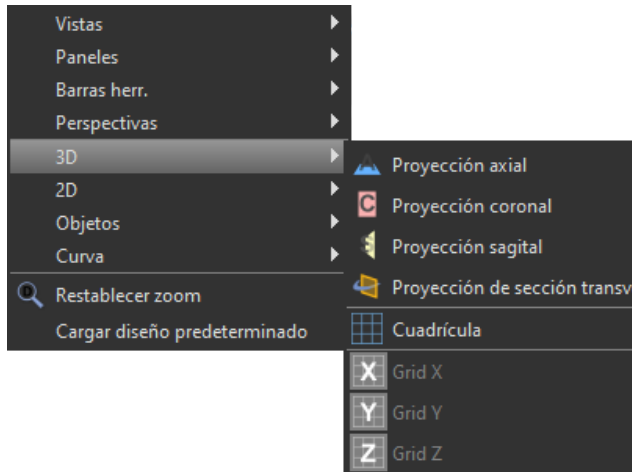 Vistas
Paneles
Barras herr.
Perspectivas
3D
2D
Objetos
Curva
Restablecer zoom
Cargar diseño predeterminado
Proyección axial
C Proyección coronal
Proyección sagital
Proyección de sección transv
Cuadrícula
X Grid X
Y Grid Y
Z Grid Z